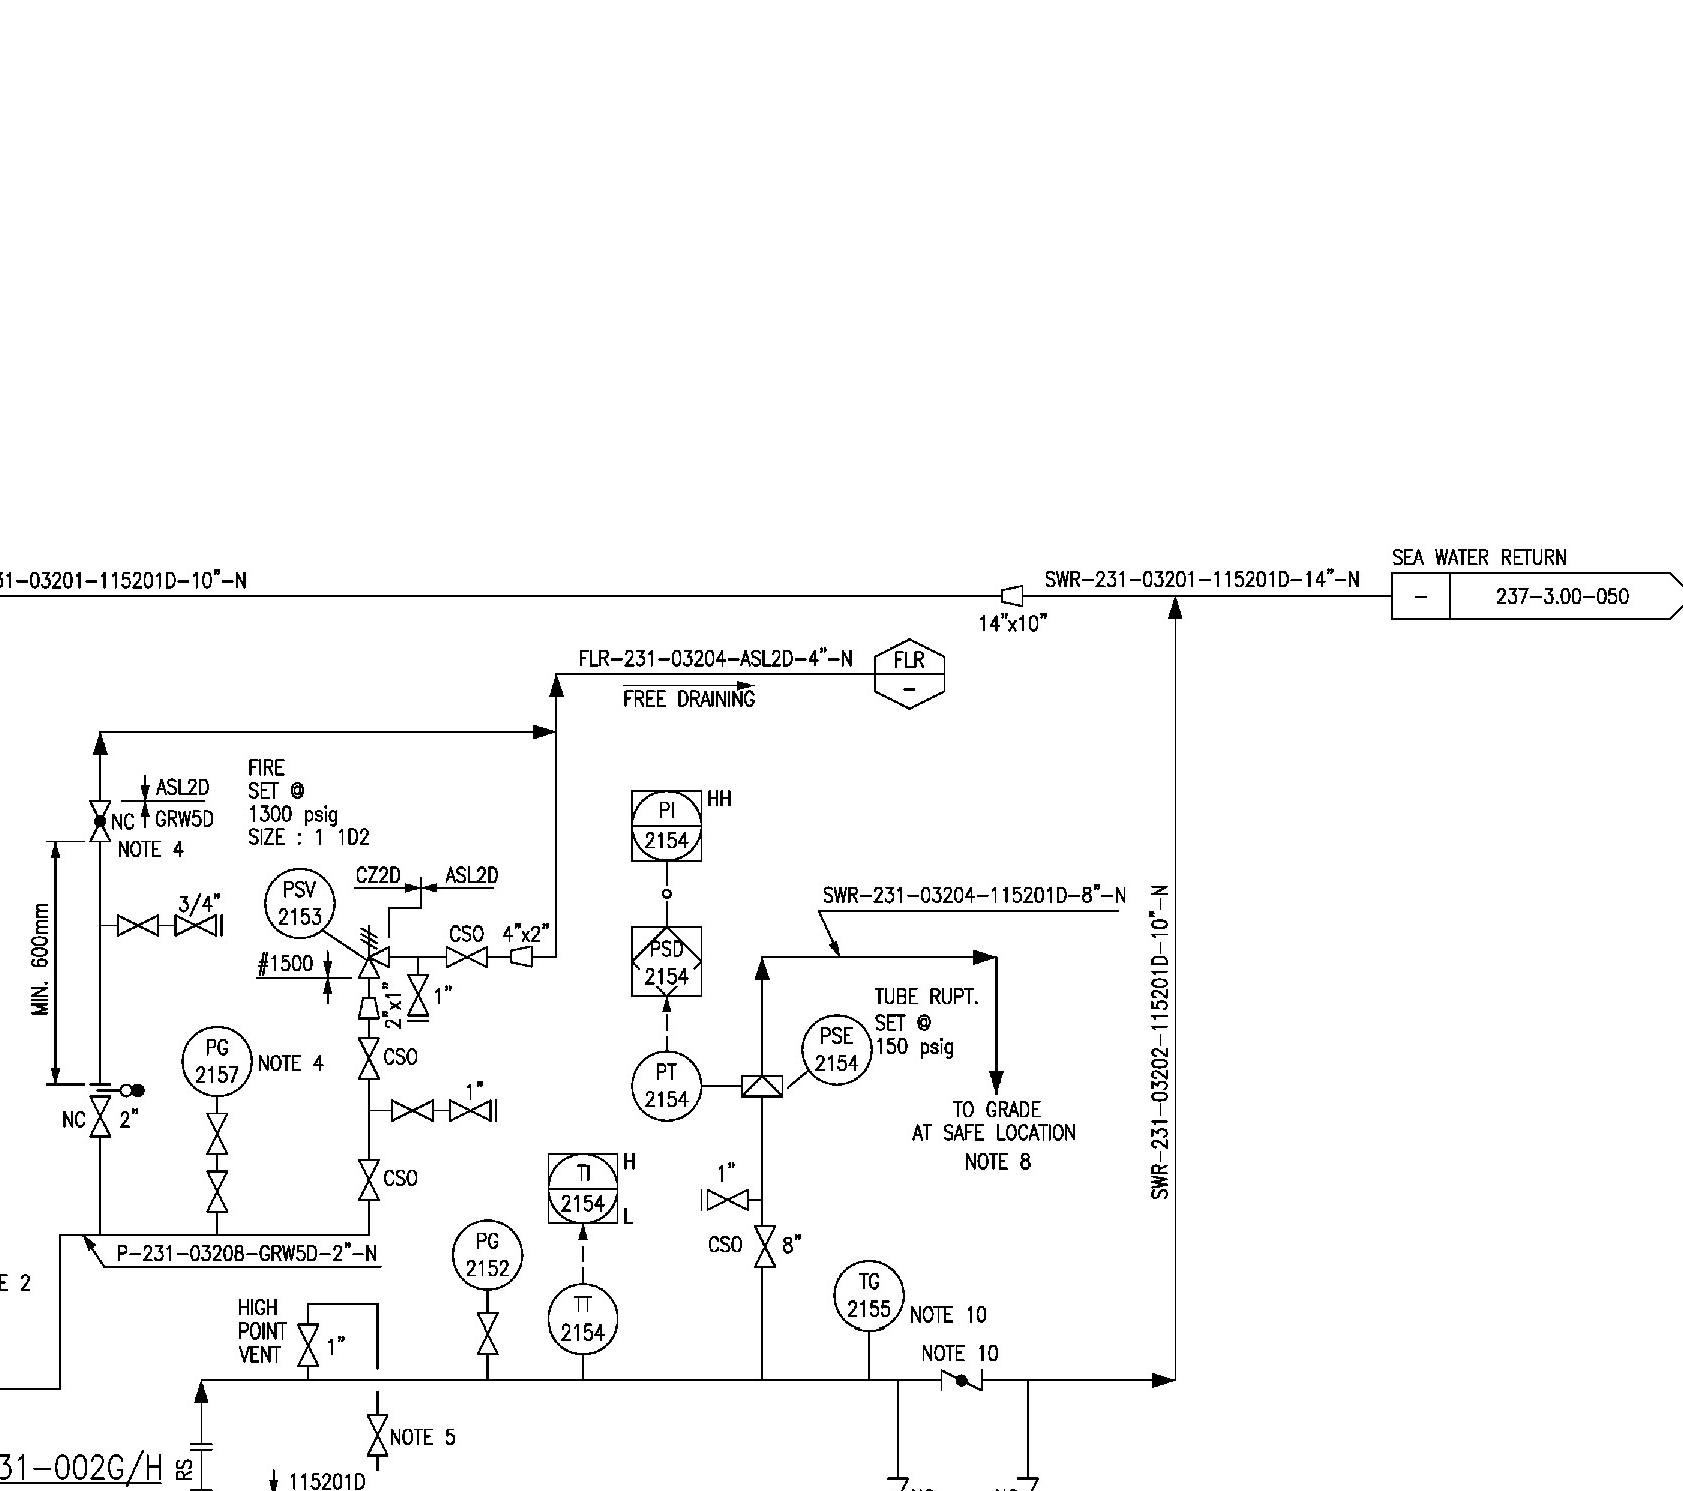 SEA WATER RETURN
31-03201-115201D-10"-N
SWR-231-03201-115201D-14"-N
- 237-3.00-050
14"x10"
FLR-231-03204-ASL2D-4"-N
FLR
-
FREE DRAINING
FIRE
SET @
1300 psig
SIZE : 1 1D2
ASL2D
NC GRW5D
NOTE 4
PI
2154
HH
CZ2D
ASL2D
PSV
2153
3/4"
MIN. 600mm
CSO
4"x2"
#1500
2"x1"
1"
PSD
2154
SWR-231-03204-115201D-8"-N
SWR-231-03202-115201D-10"-N
TUBE RUPT.
SET @
150 psig
PSE
2154
PG
2157
NOTE 4
CSO
PT
2154
NC
2"
1"
TO GRADE
AT SAFE LOCATION
NOTE 8
CSO
TI
2154
H
L
1"
CSO
8"
P-231-03208-GRW5D-2"-N
PG
2152
E 2
TG
2155
NOTE 10
TT
2154
HIGH
POINT
VENT
1"
NOTE 10
NOTE 5
31-002G/H
RS
115201D